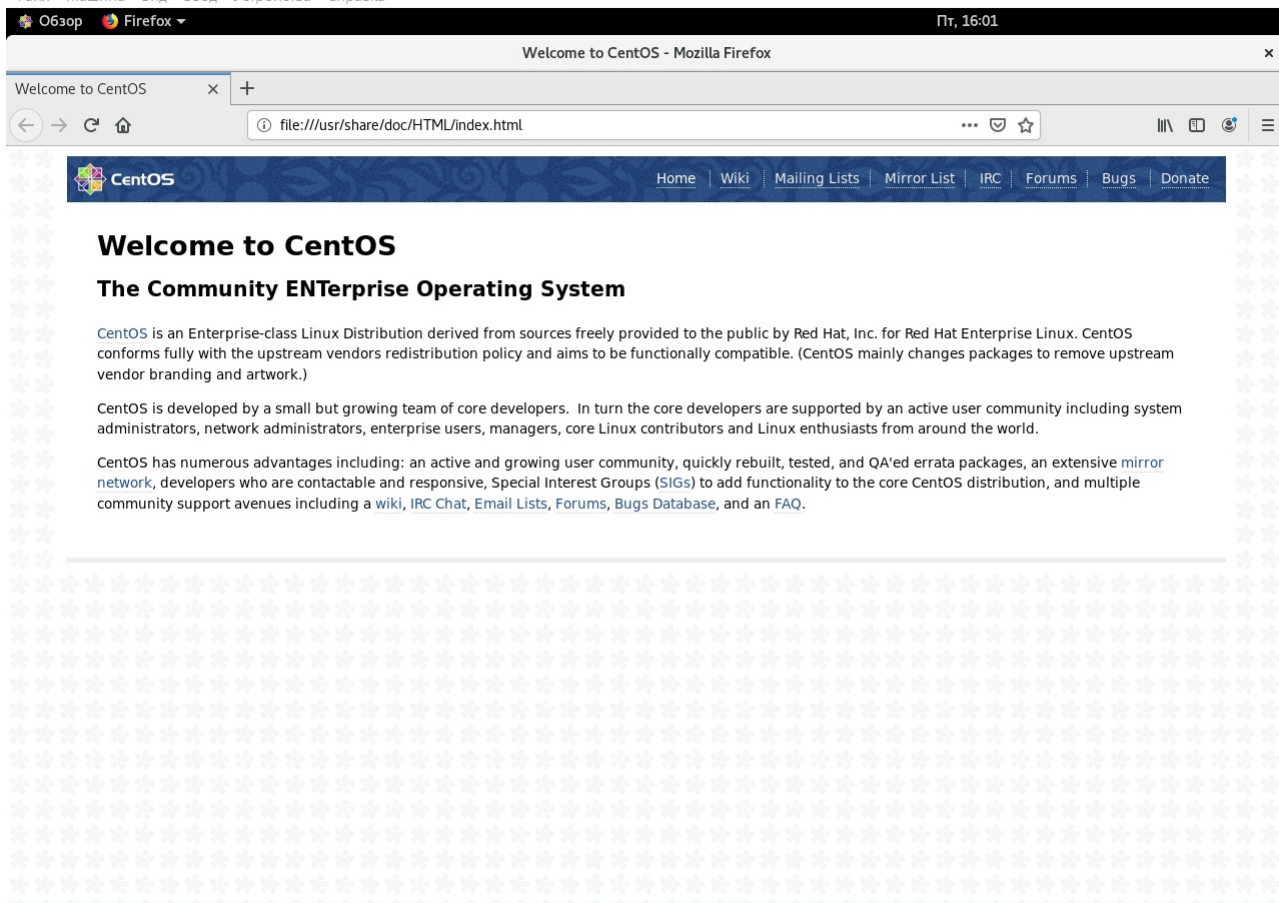 Обзор Firefox Пт, 16:01
Welcome to CentOS - Mozilla Firefox
Welcome to CentOS
file:///usr/share/doc/HTML/index.html
CentOS Home Wiki Mailing Lists Mirror List IRC Forums Bugs Donate
Welcome to CentOS
The Community ENTerprise Operating System
CentOS is an Enterprise-class Linux Distribution derived from sources freely provided to the public by Red Hat, Inc. for Red Hat Enterprise Linux. CentOS
conforms fully with the upstream vendors redistribution policy and aims to be functionally compatible. (CentOS mainly changes packages to remove upstream
vendor branding and artwork.)
CentOS is developed by a small but growing team of core developers.  In turn the core developers are supported by an active user community including system
administrators, network administrators, enterprise users, managers, core Linux contributors and Linux enthusiasts from around the world.
CentOS has numerous advantages including: an active and growing user community, quickly rebuilt, tested, and QA'ed errata packages, an extensive mirror
network, developers who are contactable and responsive, Special Interest Groups (SIGs) to add functionality to the core CentOS distribution, and multiple
community support avenues including a wiki, IRC Chat, Email Lists, Forums, Bugs Database, and an FAQ.